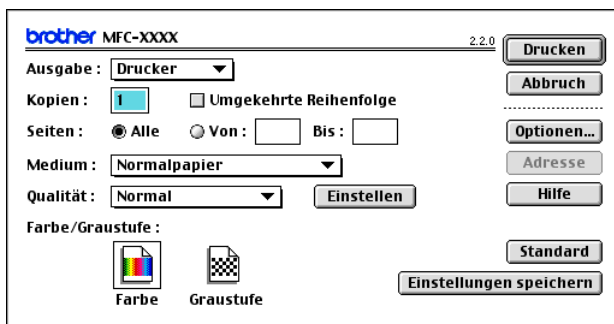 brother MFC-XXXX 2.2.0
Drucken
Ausgabe : Drucker
Abbruch
Kopien : 1 Umgekehrte Reihenfolge
Seiten : Alle Von : Bis :
Optionen...
Medium : Normalpapier
Adresse
Qualität : Normal Einstellen
Hilfe
Farbe/Graustufe :
Standard
Einstellungen speichern
Farbe Graustufe